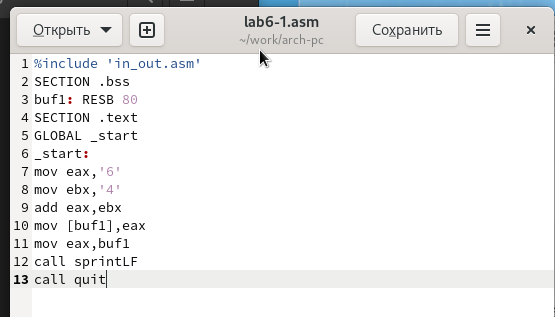 Открыть
lab6-1.asm
~/work/arch-pc
Сохранить
1 %include 'in_out.asm'
2 SECTION .bss
3 buf1: RESB 80
4 SECTION .text
5 GLOBAL _start
6 _start:
7 mov eax,'6'
8 mov ebx,'4'
9 add eax,ebx
10 mov [buf1],eax
11 mov eax,buf1
12 call sprintLF
13 call quit